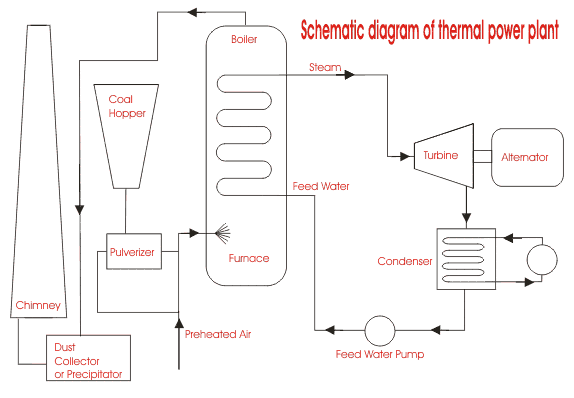 Schematic diagram of thermal power plant
Boiler
Steam
Coal
Hopper
Turbine
Alternator
Feed Water
Pulverizer
Furnace
Condenser
Chimney
Preheated Air
Dust
Collector
or Precipitator
Feed Water Pump